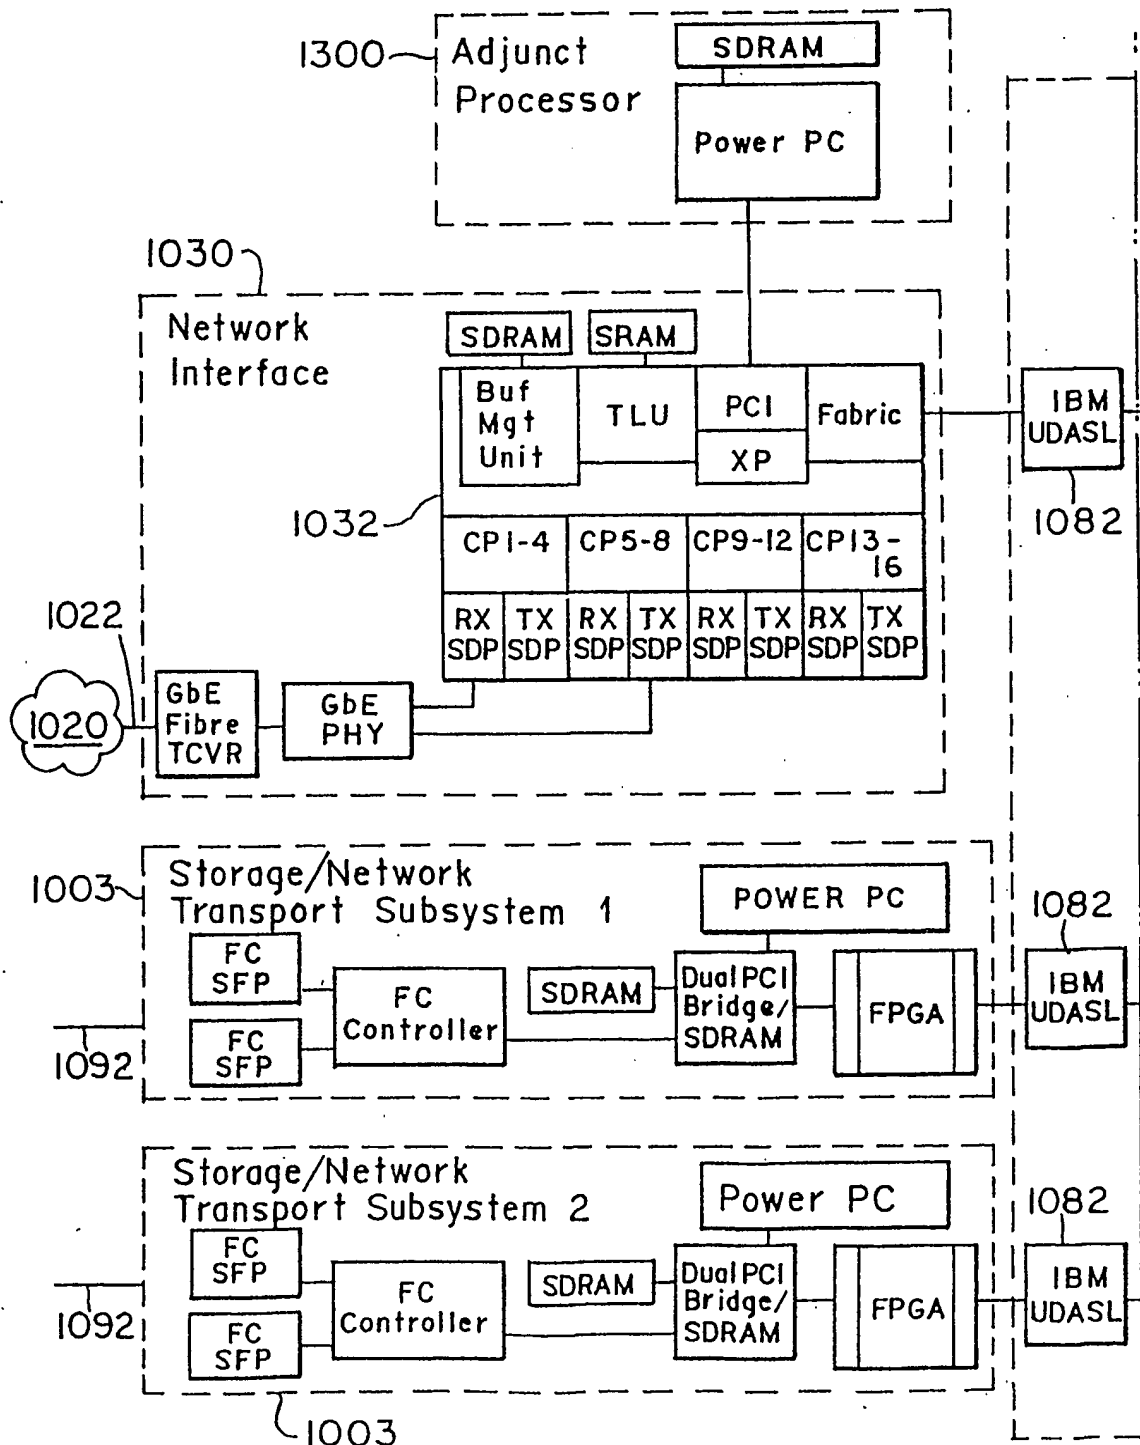 1300
Adjunct
Processor
SDRAM
Power PC
1030
Network
Interface
SDRAM
SRAM
Buf
Mgt
Unit
TLU
PCI
XP
Fabric
IBM
UDASL
1082
1032
CP1-4
CP5-8
CP9-12
CP13-
16
RX
SDP
TX
SDP
RX
SDP
TX
SDP
RX
SDP
TX
SDP
RX
SDP
TX
SDP
1022
1020
GbE
Fibre
TCVR
GbE
PHY
1003
Storage/Network
Transport Subsystem 1
POWER PC
1082
FC
SFP
FC
SFP
FC
Controller
SDRAM
Dual PCI
Bridge/
SDRAM
FPGA
IBM
UDASL
1092
Storage/Network
Transport Subsystem 2
Power PC
1082
FC
SFP
FC
SFP
FC
Controller
SDRAM
Dual PCI
Bridge/
SDRAM
FPGA
IBM
UDASL
1092
1003